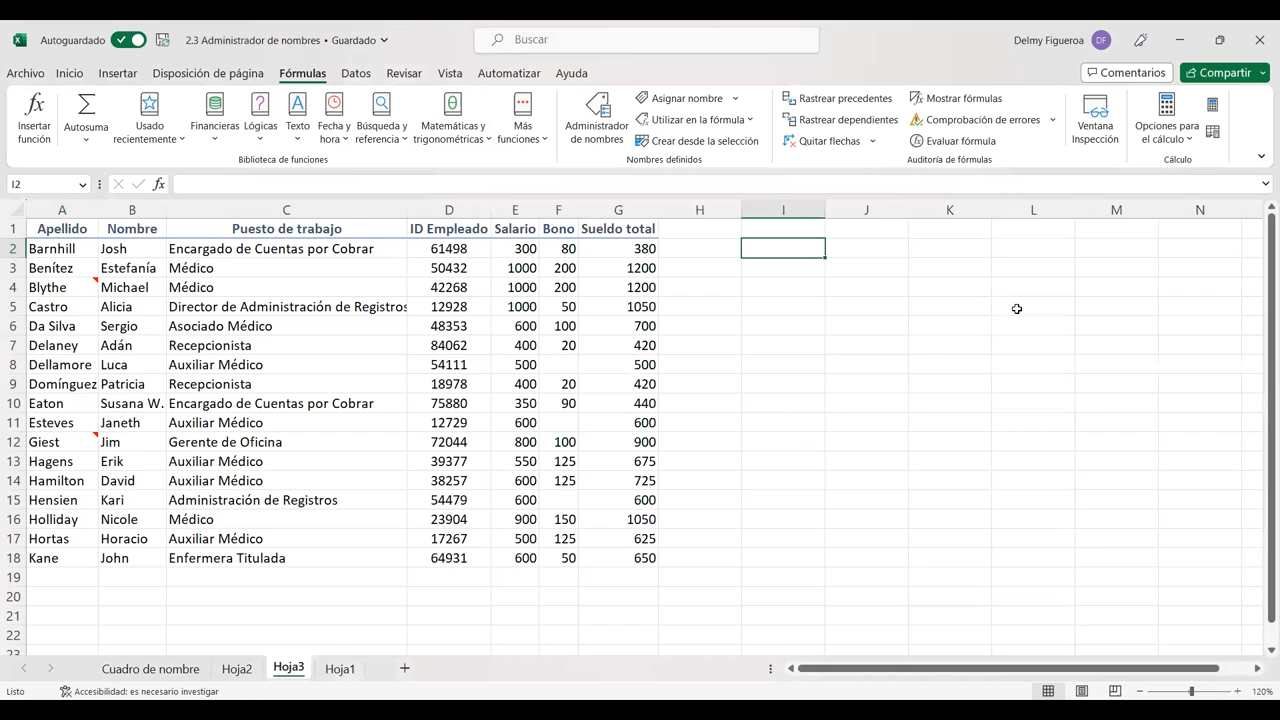 Autoguardado 2.3 Administrador de nombres • Guardado Buscar Delmy Figueroa DF
Archivo Inicio Insertar Disposición de página Fórmulas Datos Revisar Vista Automatizar Ayuda Comentarios Compartir
Insertar función Autosuma Usado recientemente Financieras Lógicas Texto Fecha y hora Búsqueda y referencia Matemáticas y trigonométricas Más funciones
Biblioteca de funciones
Administrador de nombres
Asignar nombre
Utilizar en la fórmula
Crear desde la selección
Nombres definidos
Rastrear precedentes Mostrar fórmulas
Rastrear dependientes Comprobación de errores
Quitar flechas Evaluar fórmula
Auditoría de fórmulas
Ventana Inspección
Opciones para el cálculo
Cálculo
I2 fx
A B C D E F G H I J K L M N
1 Apellido Nombre Puesto de trabajo ID Empleado Salario Bono Sueldo total
2 Barnhill Josh Encargado de Cuentas por Cobrar 61498 300 80 380
3 Benítez Estefanía Médico 50432 1000 200 1200
4 Blythe Michael Médico 42268 1000 200 1200
5 Castro Alicia Director de Administración de Registros 12928 1000 50 1050
6 Da Silva Sergio Asociado Médico 48353 600 100 700
7 Delaney Adán Recepcionista 84062 400 20 420
8 Dellamore Luca Auxiliar Médico 54111 500 500
9 Domínguez Patricia Recepcionista 18978 400 20 420
10 Eaton Susana W. Encargado de Cuentas por Cobrar 75880 350 90 440
11 Esteves Janeth Auxiliar Médico 12729 600 600
12 Giest Jim Gerente de Oficina 72044 800 100 900
13 Hagens Erik Auxiliar Médico 39377 550 125 675
14 Hamilton David Auxiliar Médico 38257 600 125 725
15 Hensien Kari Administración de Registros 54479 600 600
16 Holliday Nicole Médico 23904 900 150 1050
17 Hortas Horacio Auxiliar Médico 17267 500 125 625
18 Kane John Enfermera Titulada 64931 600 50 650
19
20
21
22
23
Cuadro de nombre Hoja2 Hoja3 Hoja1
Listo Accesibilidad: es necesario investigar 120%